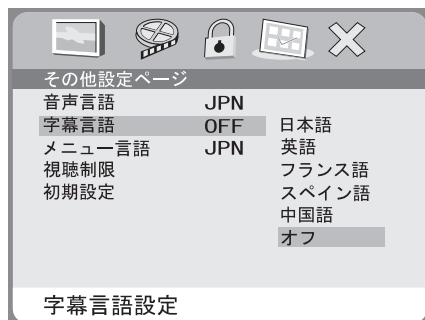 その他設定ページ
音声言語 JPN
字幕言語 OFF 日本語
メニュー言語 JPN 英語
視聴制限 フランス語
初期設定 スペイン語
中国語
オフ
字幕言語設定